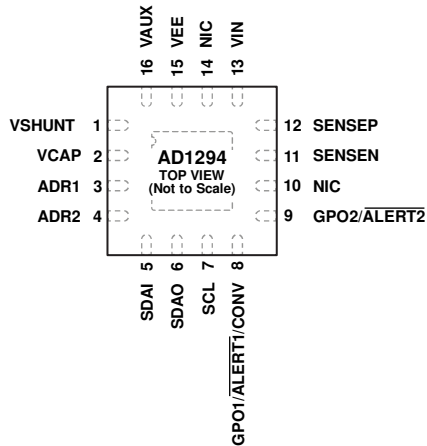 16 VAUX
15 VEE
14 NIC
13 VIN
VSHUNT 1
VCAP 2
ADR1 3
ADR2 4
AD1294
TOP VIEW
(Not to Scale)
12 SENSEP
11 SENSEN
10 NIC
9 GPO2/ALERT2
SDAI 5
SDAO 6
SCL 7
GPO1/ALERT1/CONV 8